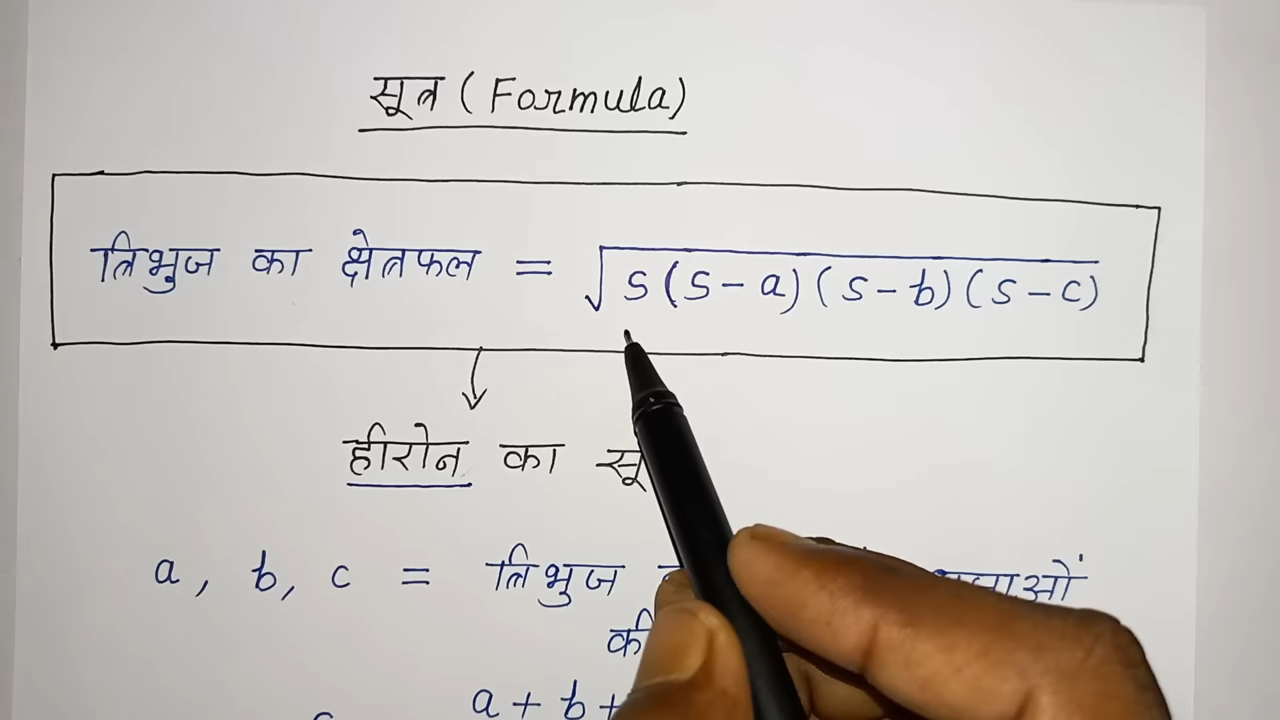 सूत्र (Formula)
त्रिभुज का क्षेत्रफल = √s(s-a)(s-b)(s-c)
हीरोन का
a, b, c = त्रिभुज
की
a + b +